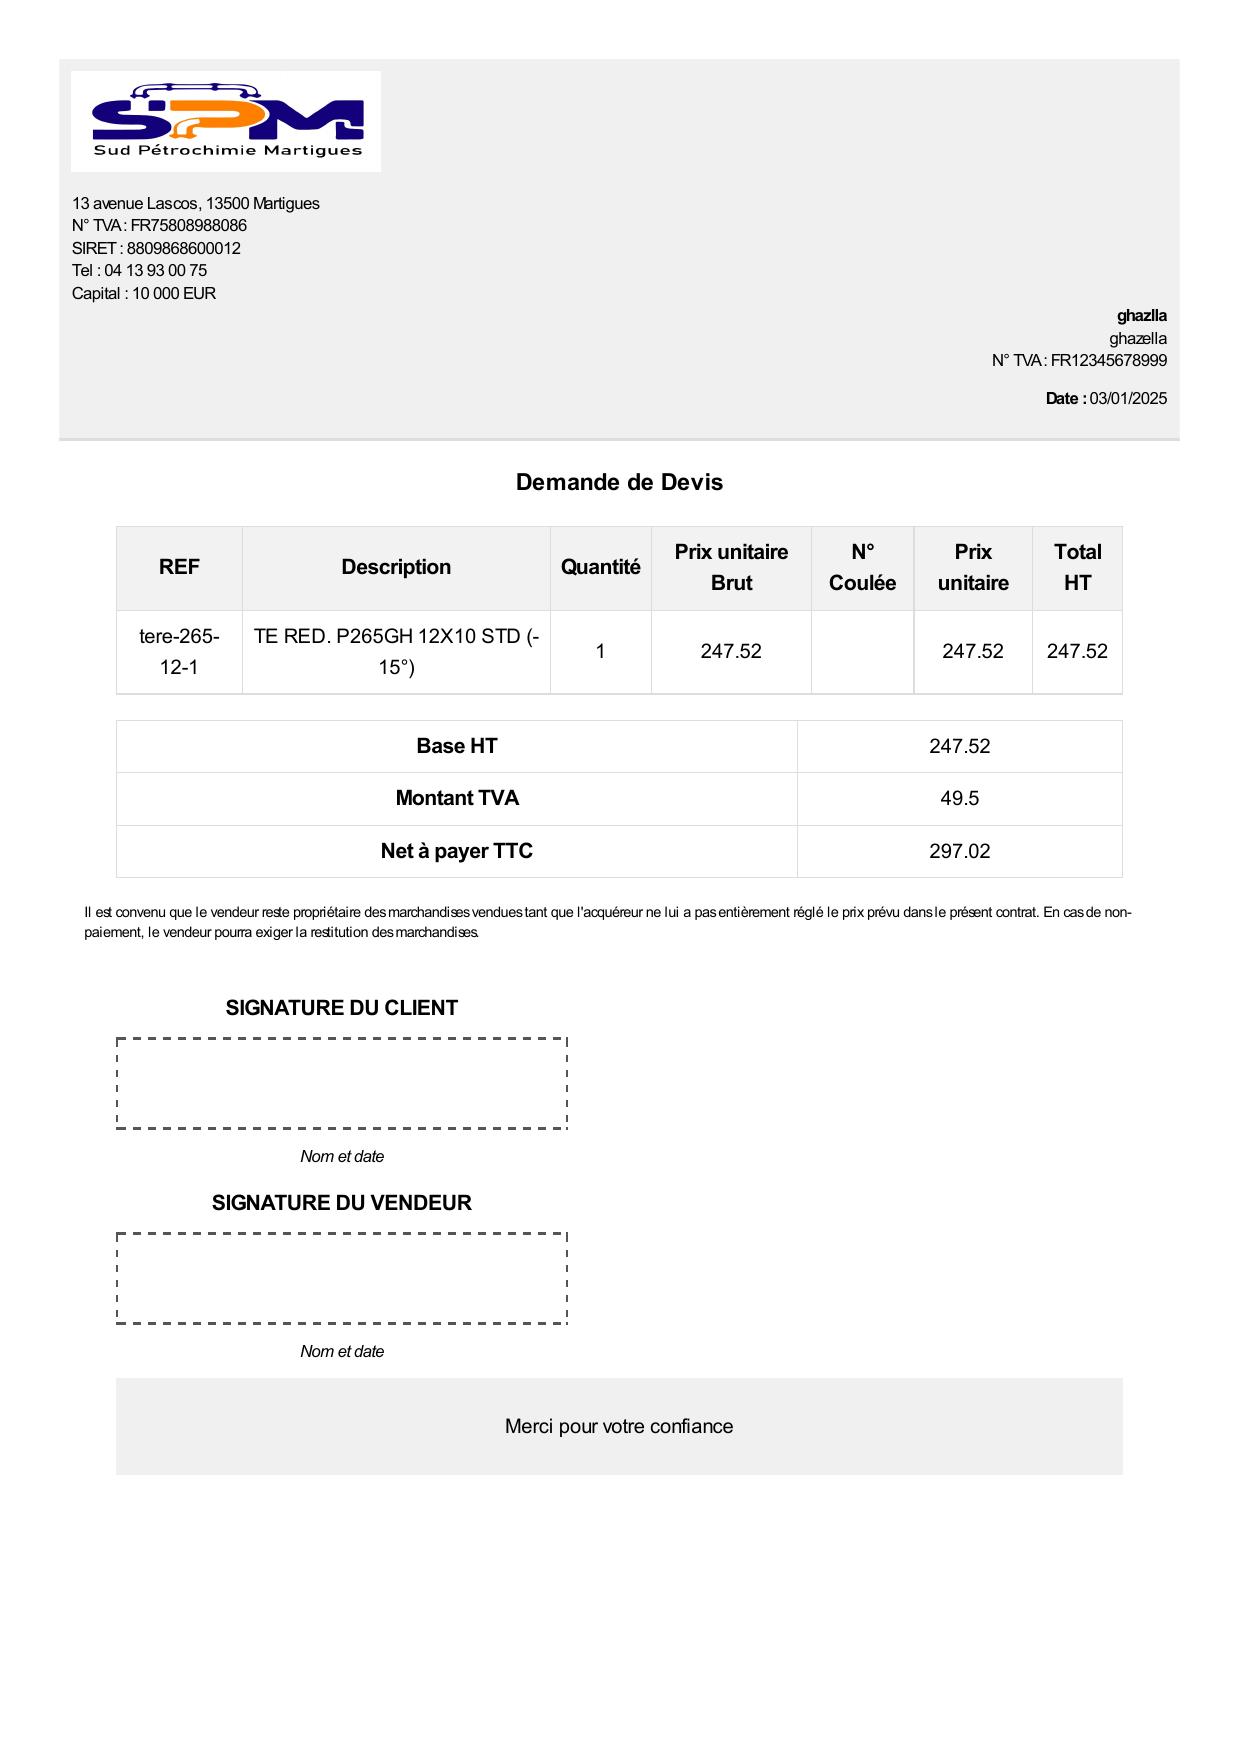 SPM
Sud Pétrochimie Martigues
13 avenue Lascos, 13500 Martigues
N° TVA : FR75808988086
SIRET : 8809868600012
Tel : 04 13 93 00 75
Capital : 10 000 EUR
ghazlla
ghazella
N° TVA : FR12345678999
Date : 03/01/2025
Demande de Devis
REF Description Quantité Prix unitaire Brut N° Coulée Prix unitaire Total HT
tere-265-12-1 TE RED. P265GH 12X10 STD (-15°) 1 247.52 247.52 247.52
Base HT 247.52
Montant TVA 49.5
Net à payer TTC 297.02
Il est convenu que le vendeur reste propriétaire des marchandises vendues tant que l'acquéreur ne lui a pas entièrement réglé le prix prévu dans le présent contrat. En cas de non-
paiement, le vendeur pourra exiger la restitution des marchandises.
SIGNATURE DU CLIENT
Nom et date
SIGNATURE DU VENDEUR
Nom et date
Merci pour votre confiance